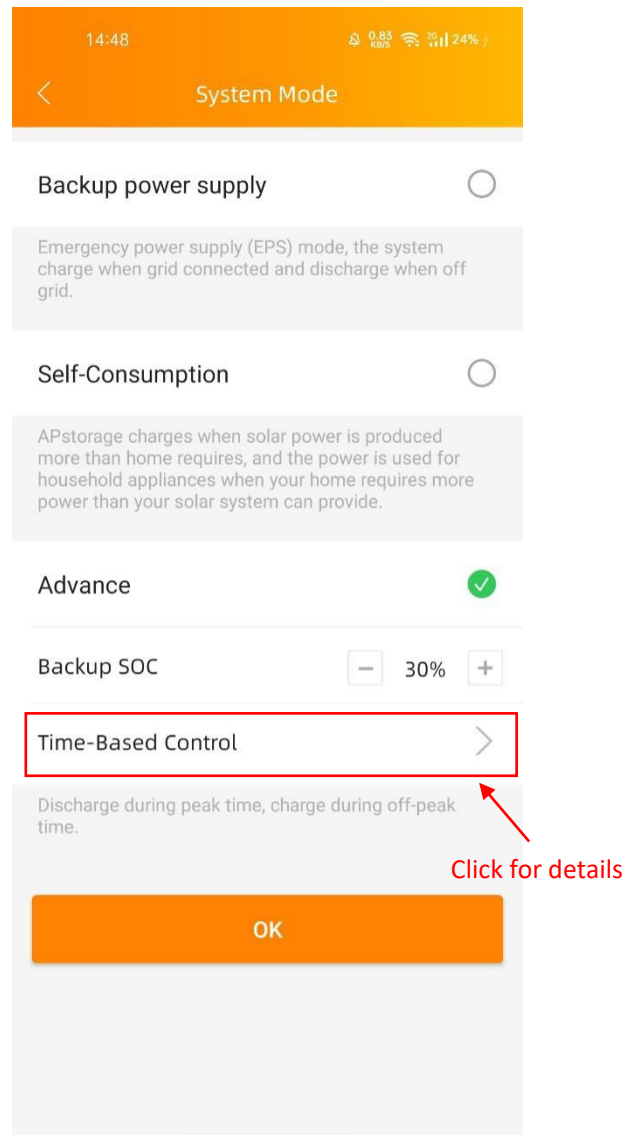 14:48
0.83 KB/S 2G 24%
System Mode
Backup power supply
Emergency power supply (EPS) mode, the system
charge when grid connected and discharge when off
grid.
Self-Consumption
APstorage charges when solar power is produced
more than home requires, and the power is used for
household appliances when your home requires more
power than your solar system can provide.
Advance
Backup SOC
30%
Time-Based Control
Discharge during peak time, charge during off-peak
time.
Click for details
OK